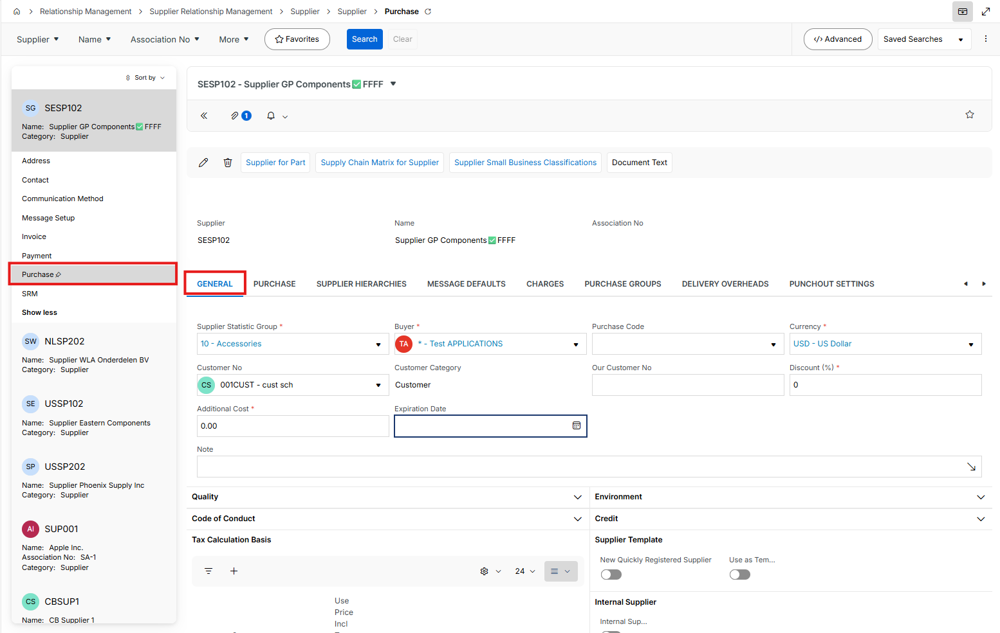 Relationship Management > Supplier Relationship Management > Supplier > Supplier > Purchase
Supplier Name Association No More Favorites Search Clear </> Advanced Saved Searches
Sort by
SG SESP102
Name: Supplier GP Components✅FFFF
Category: Supplier
Address
Contact
Communication Method
Message Setup
Invoice
Payment
Purchase
SRM
Show less
SW NLSP202
Name: Supplier WLA Onderdelen BV
Category: Supplier
SE USSP102
Name: Supplier Eastern Components
Category: Supplier
SP USSP202
Name: Supplier Phoenix Supply Inc
Category: Supplier
AI SUP001
Name: Apple Inc.
Association No: SA-1
Category: Supplier
CS CBSUP1
Name: CB Supplier 1
SESP102 - Supplier GP Components✅FFFF
1
Supplier for Part Supply Chain Matrix for Supplier Supplier Small Business Classifications Document Text
Supplier Name Association No
SESP102 Supplier GP Components✅FFFF
GENERAL PURCHASE SUPPLIER HIERARCHIES MESSAGE DEFAULTS CHARGES PURCHASE GROUPS DELIVERY OVERHEADS PUNCHOUT SETTINGS
Supplier Statistic Group * Buyer * Purchase Code Currency *
10 - Accessories TA * - Test APPLICATIONS USD - US Dollar
Customer No Customer Category Our Customer No Discount (%) *
CS 001CUST - cust sch Customer 0
Additional Cost * Expiration Date
0.00
Note
Quality Environment
Code of Conduct Credit
Tax Calculation Basis Supplier Template
New Quickly Registered Supplier Use as Tem...
24
Use
Price
Incl
Internal Supplier
Internal Sup...